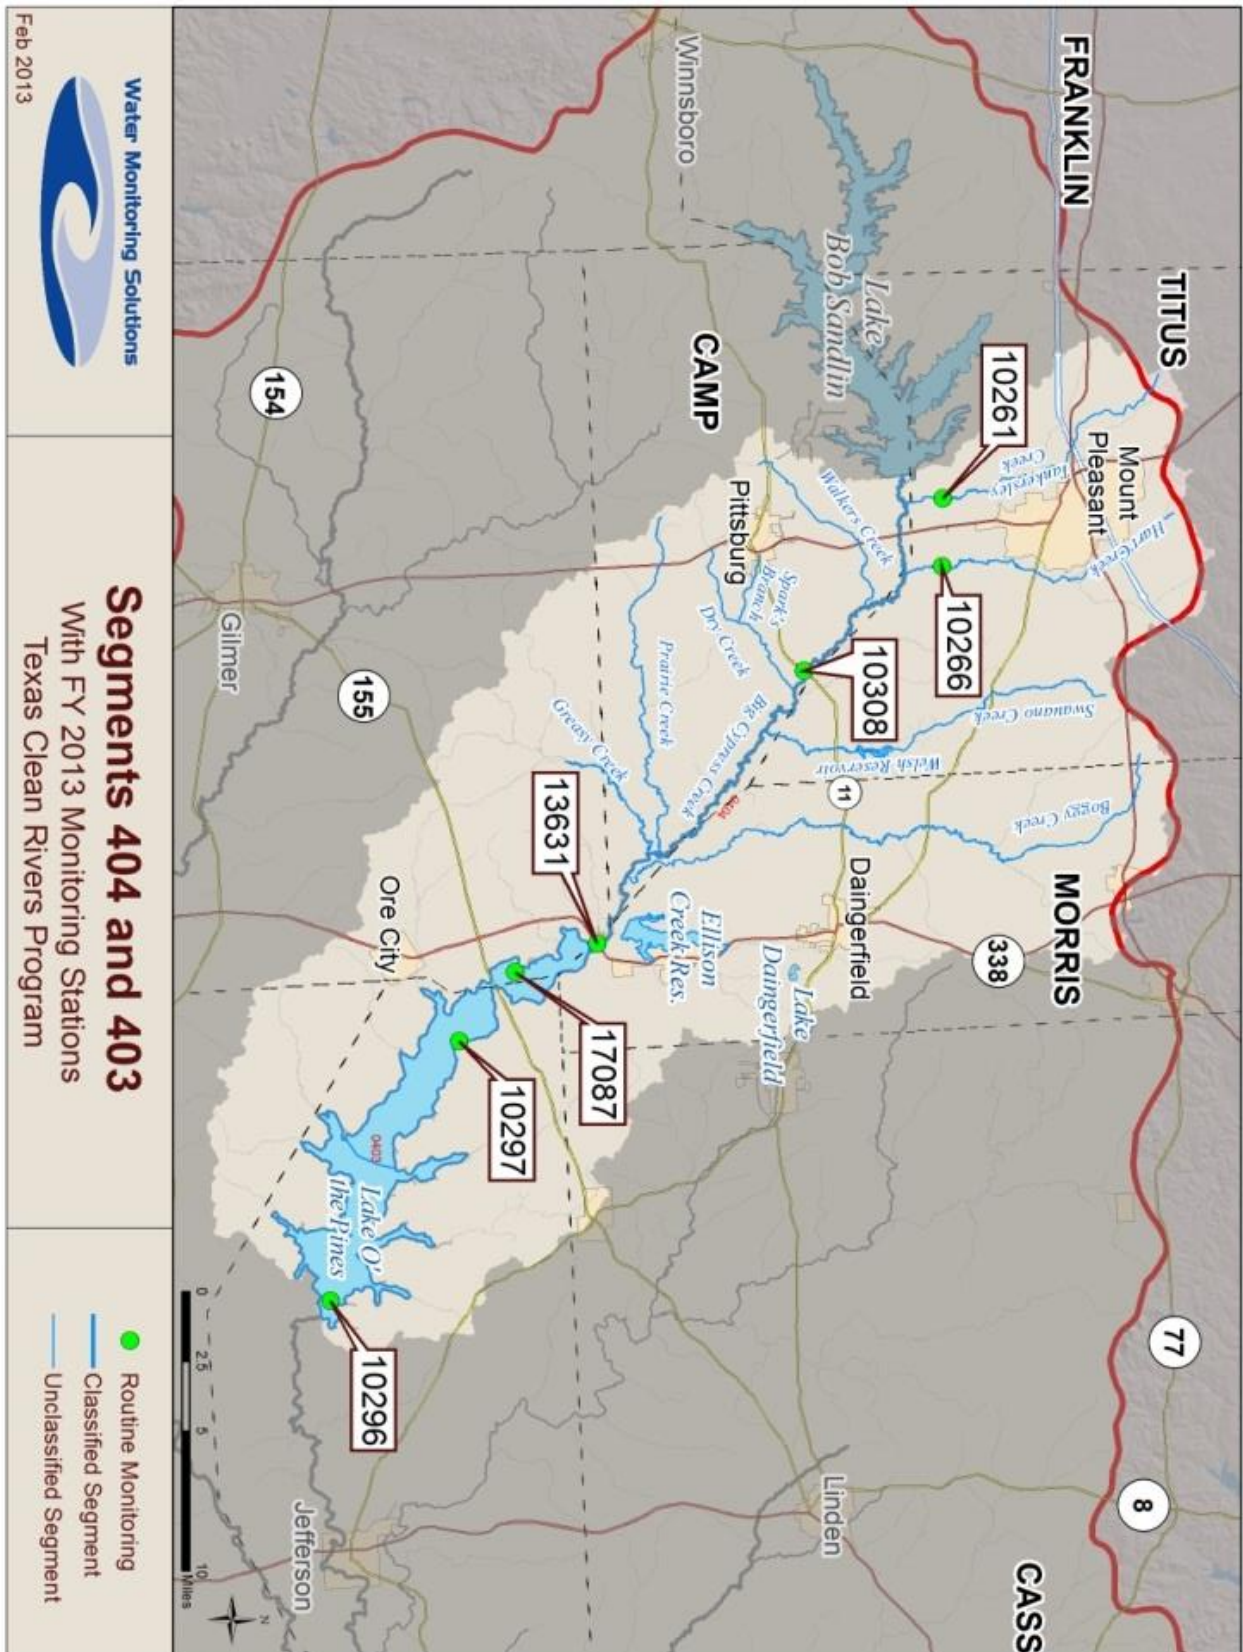 FRANKLIN
TITUS
MORRIS
CASS
CAMP
Winnsboro
Lake
Bob Sandlin
Mount
Pleasant
Tankersley
Creek
Hart Creek
10261
10266
10308
Pittsburg
Walkers Creek
Spark's
Branch
Dry Creek
Prairie Creek
Greasy Creek
Big Cypress Creek
0404
Swauano Creek
Welsh Reservoir
Boggy Creek
11
Daingerfield
338
Lake
Daingerfield
Ellison
Creek Res.
13631
17087
10297
10296
0403
Lake O'
the Pines
Ore City
155
154
Gilmer
77
8
Linden
Jefferson
0
2.5
5
10
Miles
N
Water Monitoring Solutions
Feb 2013
Segments 404 and 403
With FY 2013 Monitoring Stations
Texas Clean Rivers Program
Routine Monitoring
Classified Segment
Unclassified Segment